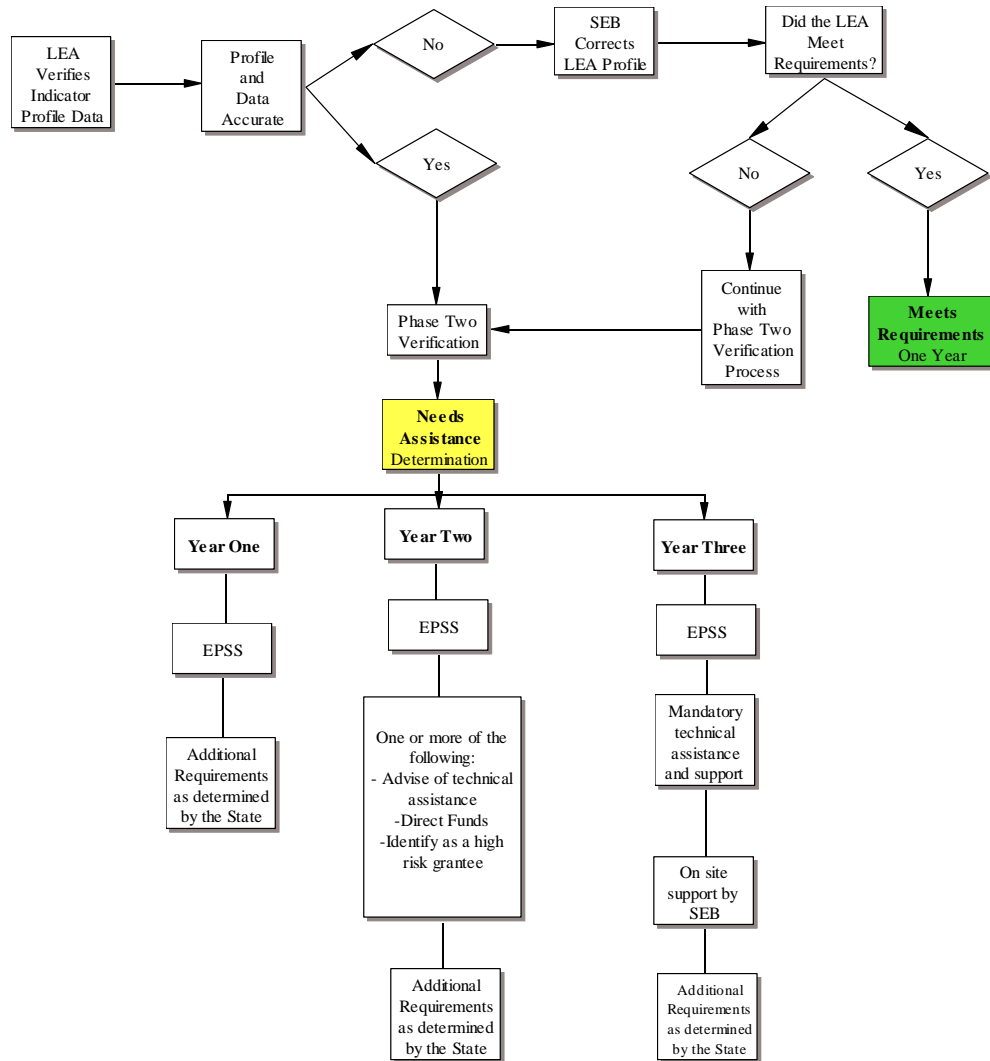 LEA
Verifies
Indicator
Profile Data
Profile
and
Data
Accurate
No
Yes
SEB
Corrects
LEA Profile
Did the LEA
Meet
Requirements?
No
Yes
Phase Two
Verification
Continue
with
Phase Two
Verification
Process
Meets
Requirements
One Year
Needs
Assistance
Determination
Year One
EPSS
Additional
Requirements
as determined
by the State
Year Two
EPSS
One or more of the
following:
- Advise of technical
assistance
-Direct Funds
-Identify as a high
risk grantee
Additional
Requirements
as determined
by the State
Year Three
EPSS
Mandatory
technical
assistance
and support
On site
support by
SEB
Additional
Requirements
as determined
by the State